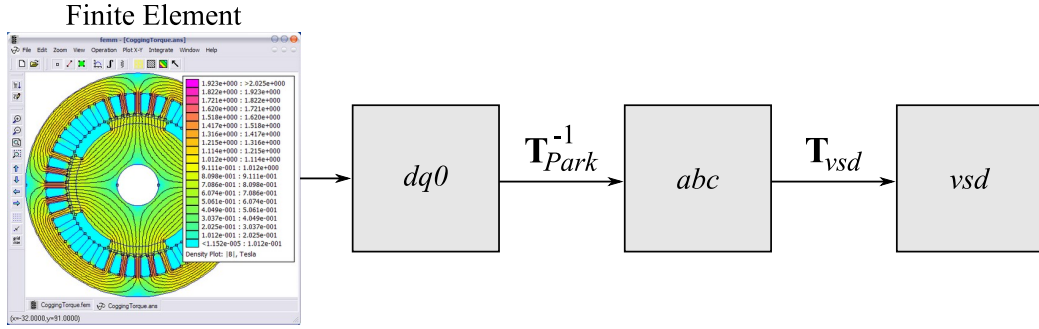 Finite Element
femm - [CoggingTorque.ans]
File Edit Zoom View Operation Plot X-Y Integrate Window Help
1.923e+000 : >2.025e+000
1.822e+000 : 1.923e+000
1.721e+000 : 1.822e+000
1.620e+000 : 1.721e+000
1.518e+000 : 1.620e+000
1.417e+000 : 1.518e+000
1.316e+000 : 1.417e+000
1.215e+000 : 1.316e+000
1.114e+000 : 1.215e+000
1.012e+000 : 1.114e+000
9.111e-001 : 1.012e+000
8.098e-001 : 9.111e-001
7.086e-001 : 8.098e-001
6.074e-001 : 7.086e-001
5.061e-001 : 6.074e-001
4.049e-001 : 5.061e-001
3.037e-001 : 4.049e-001
2.025e-001 : 3.037e-001
1.012e-001 : 2.025e-001
<1.152e-005 : 1.012e-001
Density Plot: |B|, Tesla
CoggingTorque.fem CoggingTorque.ans
(x=-32.0000,y=91.0000)
dq0
T⁻¹Park
abc
Tvsd
vsd